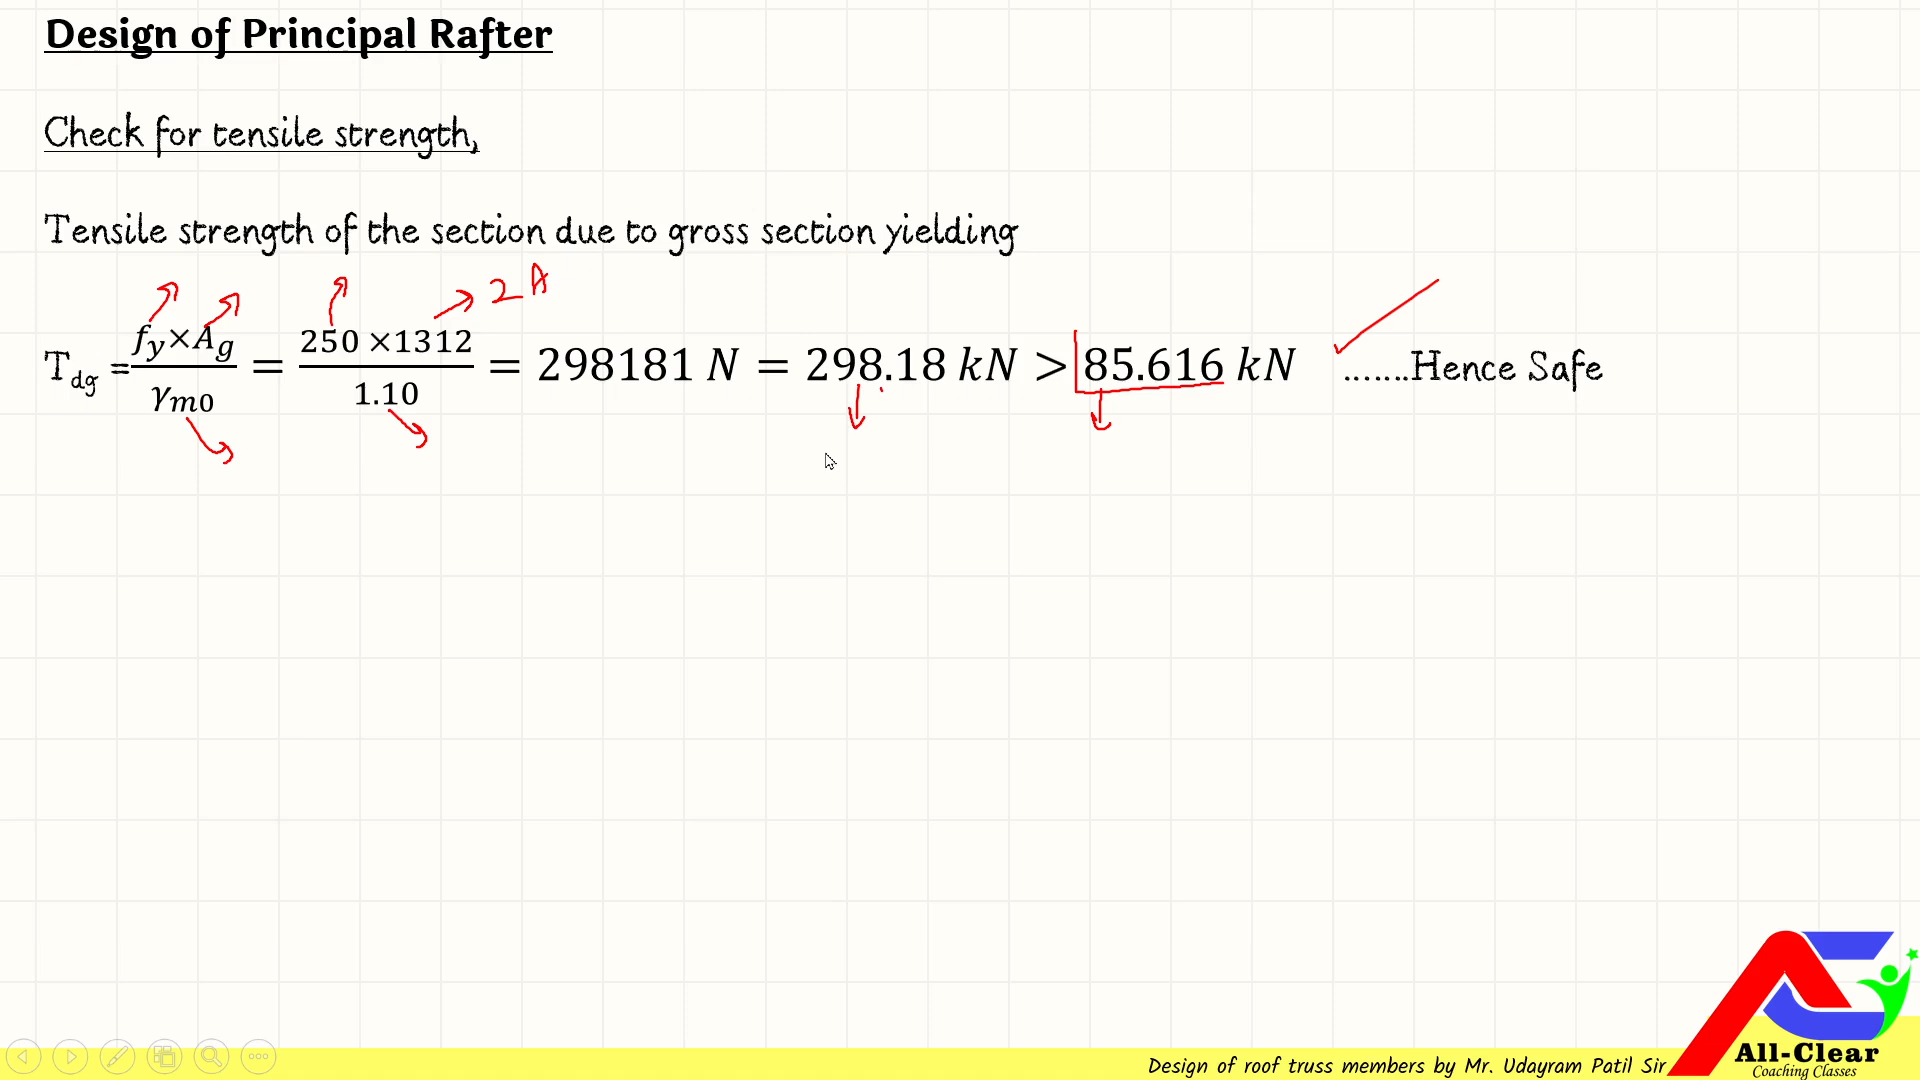 Design of Principal Rafter
Check for tensile strength,
Tensile strength of the section due to gross section yielding
2 A
T_dg = (f_y × A_g)/γ_m0 = (250 ×1312)/1.10 = 298181 N = 298.18 kN > 85.616 kN .......Hence Safe
Design of roof truss members by Mr. Udayram Patil Sir
All-Clear
Coaching Classes